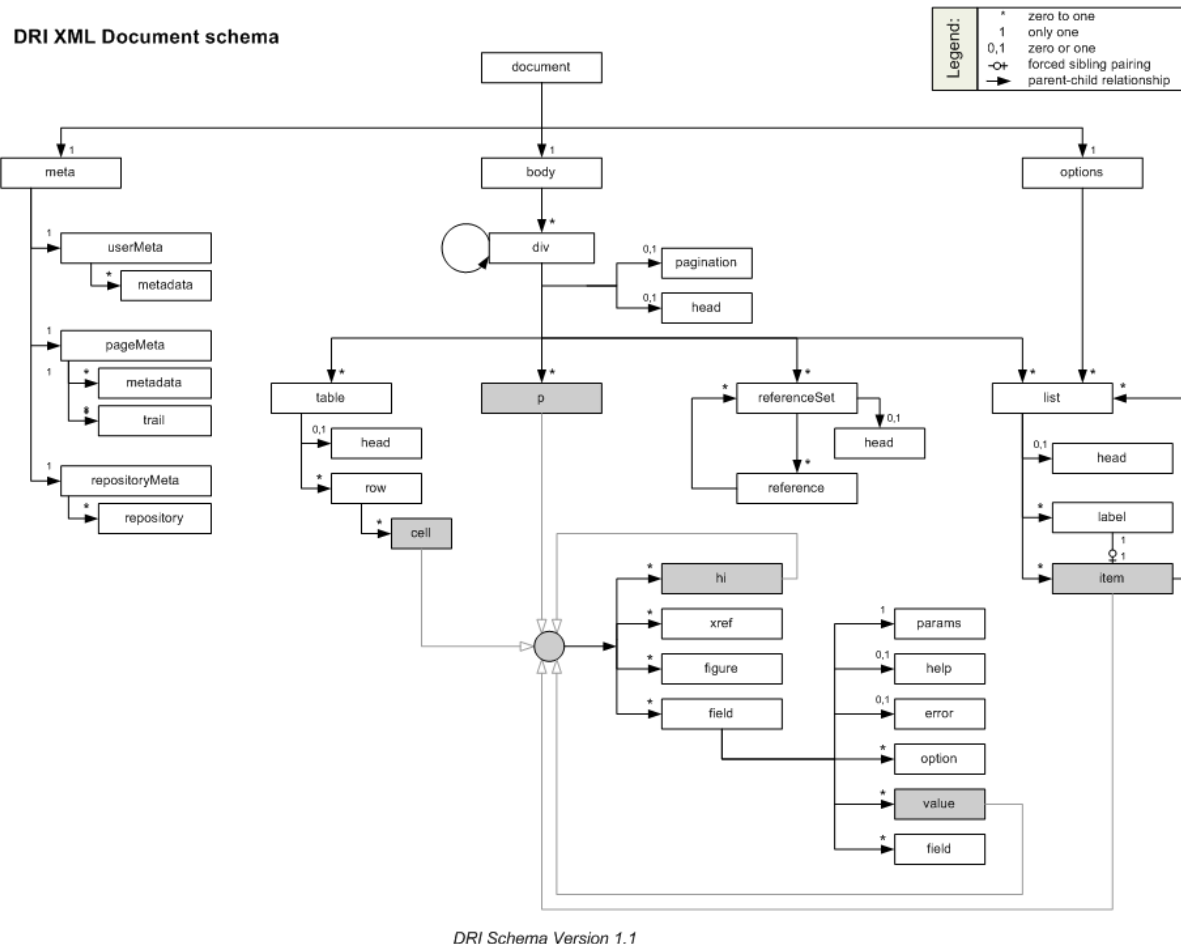 DRI XML Document schema
Legend:
* zero to one
1 only one
0,1 zero or one
forced sibling pairing
parent-child relationship
document
1 1 1
meta body options
*
1 userMeta div
* metadata
0,1 pagination
0,1 head
1 pageMeta
1
* metadata
* trail
* * * * * *
table p referenceSet list
0,1 head
0,1 head
0,1 head
1 repositoryMeta
* repository
* row
* reference
* label
* cell
1
1
* hi
* item
* xref
* figure
* field
1 params
0,1 help
0,1 error
* option
* value
* field
DRI Schema Version 1.1